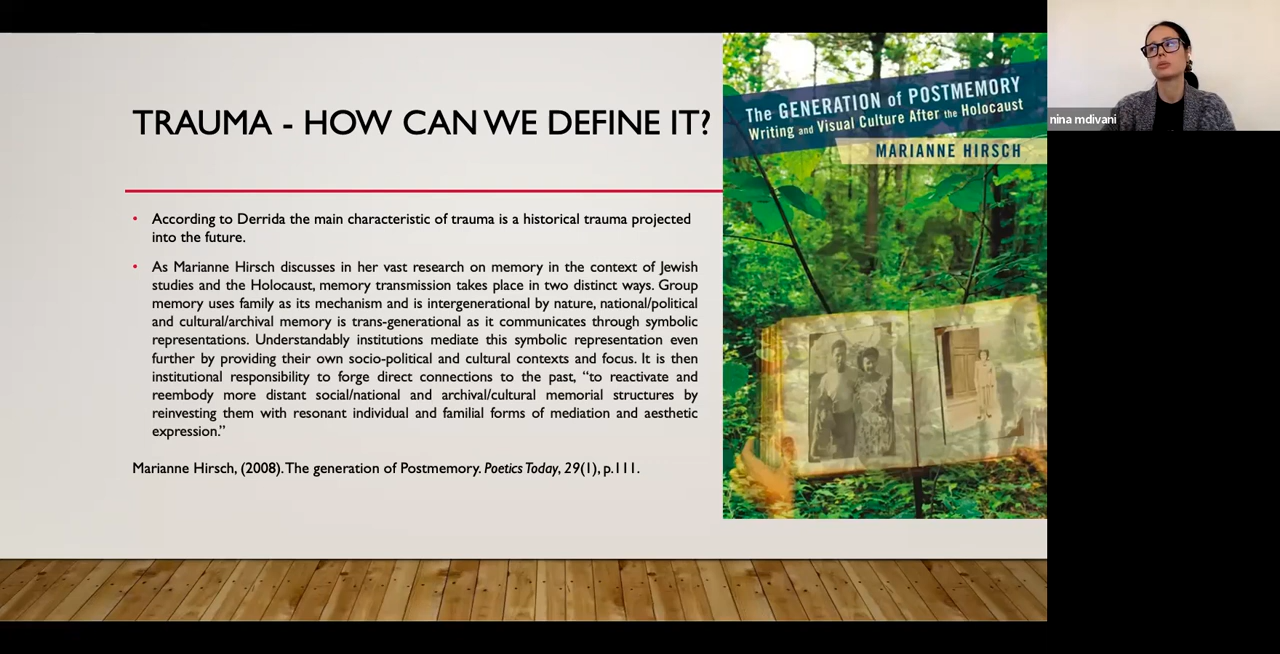 TRAUMA - HOW CAN WE DEFINE IT?
• According to Derrida the main characteristic of trauma is a historical trauma projected
into the future.
• As Marianne Hirsch discusses in her vast research on memory in the context of Jewish
studies and the Holocaust, memory transmission takes place in two distinct ways. Group
memory uses family as its mechanism and is intergenerational by nature, national/political
and cultural/archival memory is trans-generational as it communicates through symbolic
representations. Understandably institutions mediate this symbolic representation even
further by providing their own socio-political and cultural contexts and focus. It is then
institutional responsibility to forge direct connections to the past, “to reactivate and
reembody more distant social/national and archival/cultural memorial structures by
reinvesting them with resonant individual and familial forms of mediation and aesthetic
expression.”
Marianne Hirsch, (2008). The generation of Postmemory. Poetics Today, 29(1), p.111.
The GENERATION of POSTMEMORY
Writing and Visual Culture After the Holocaust
MARIANNE HIRSCH
nina mdivani